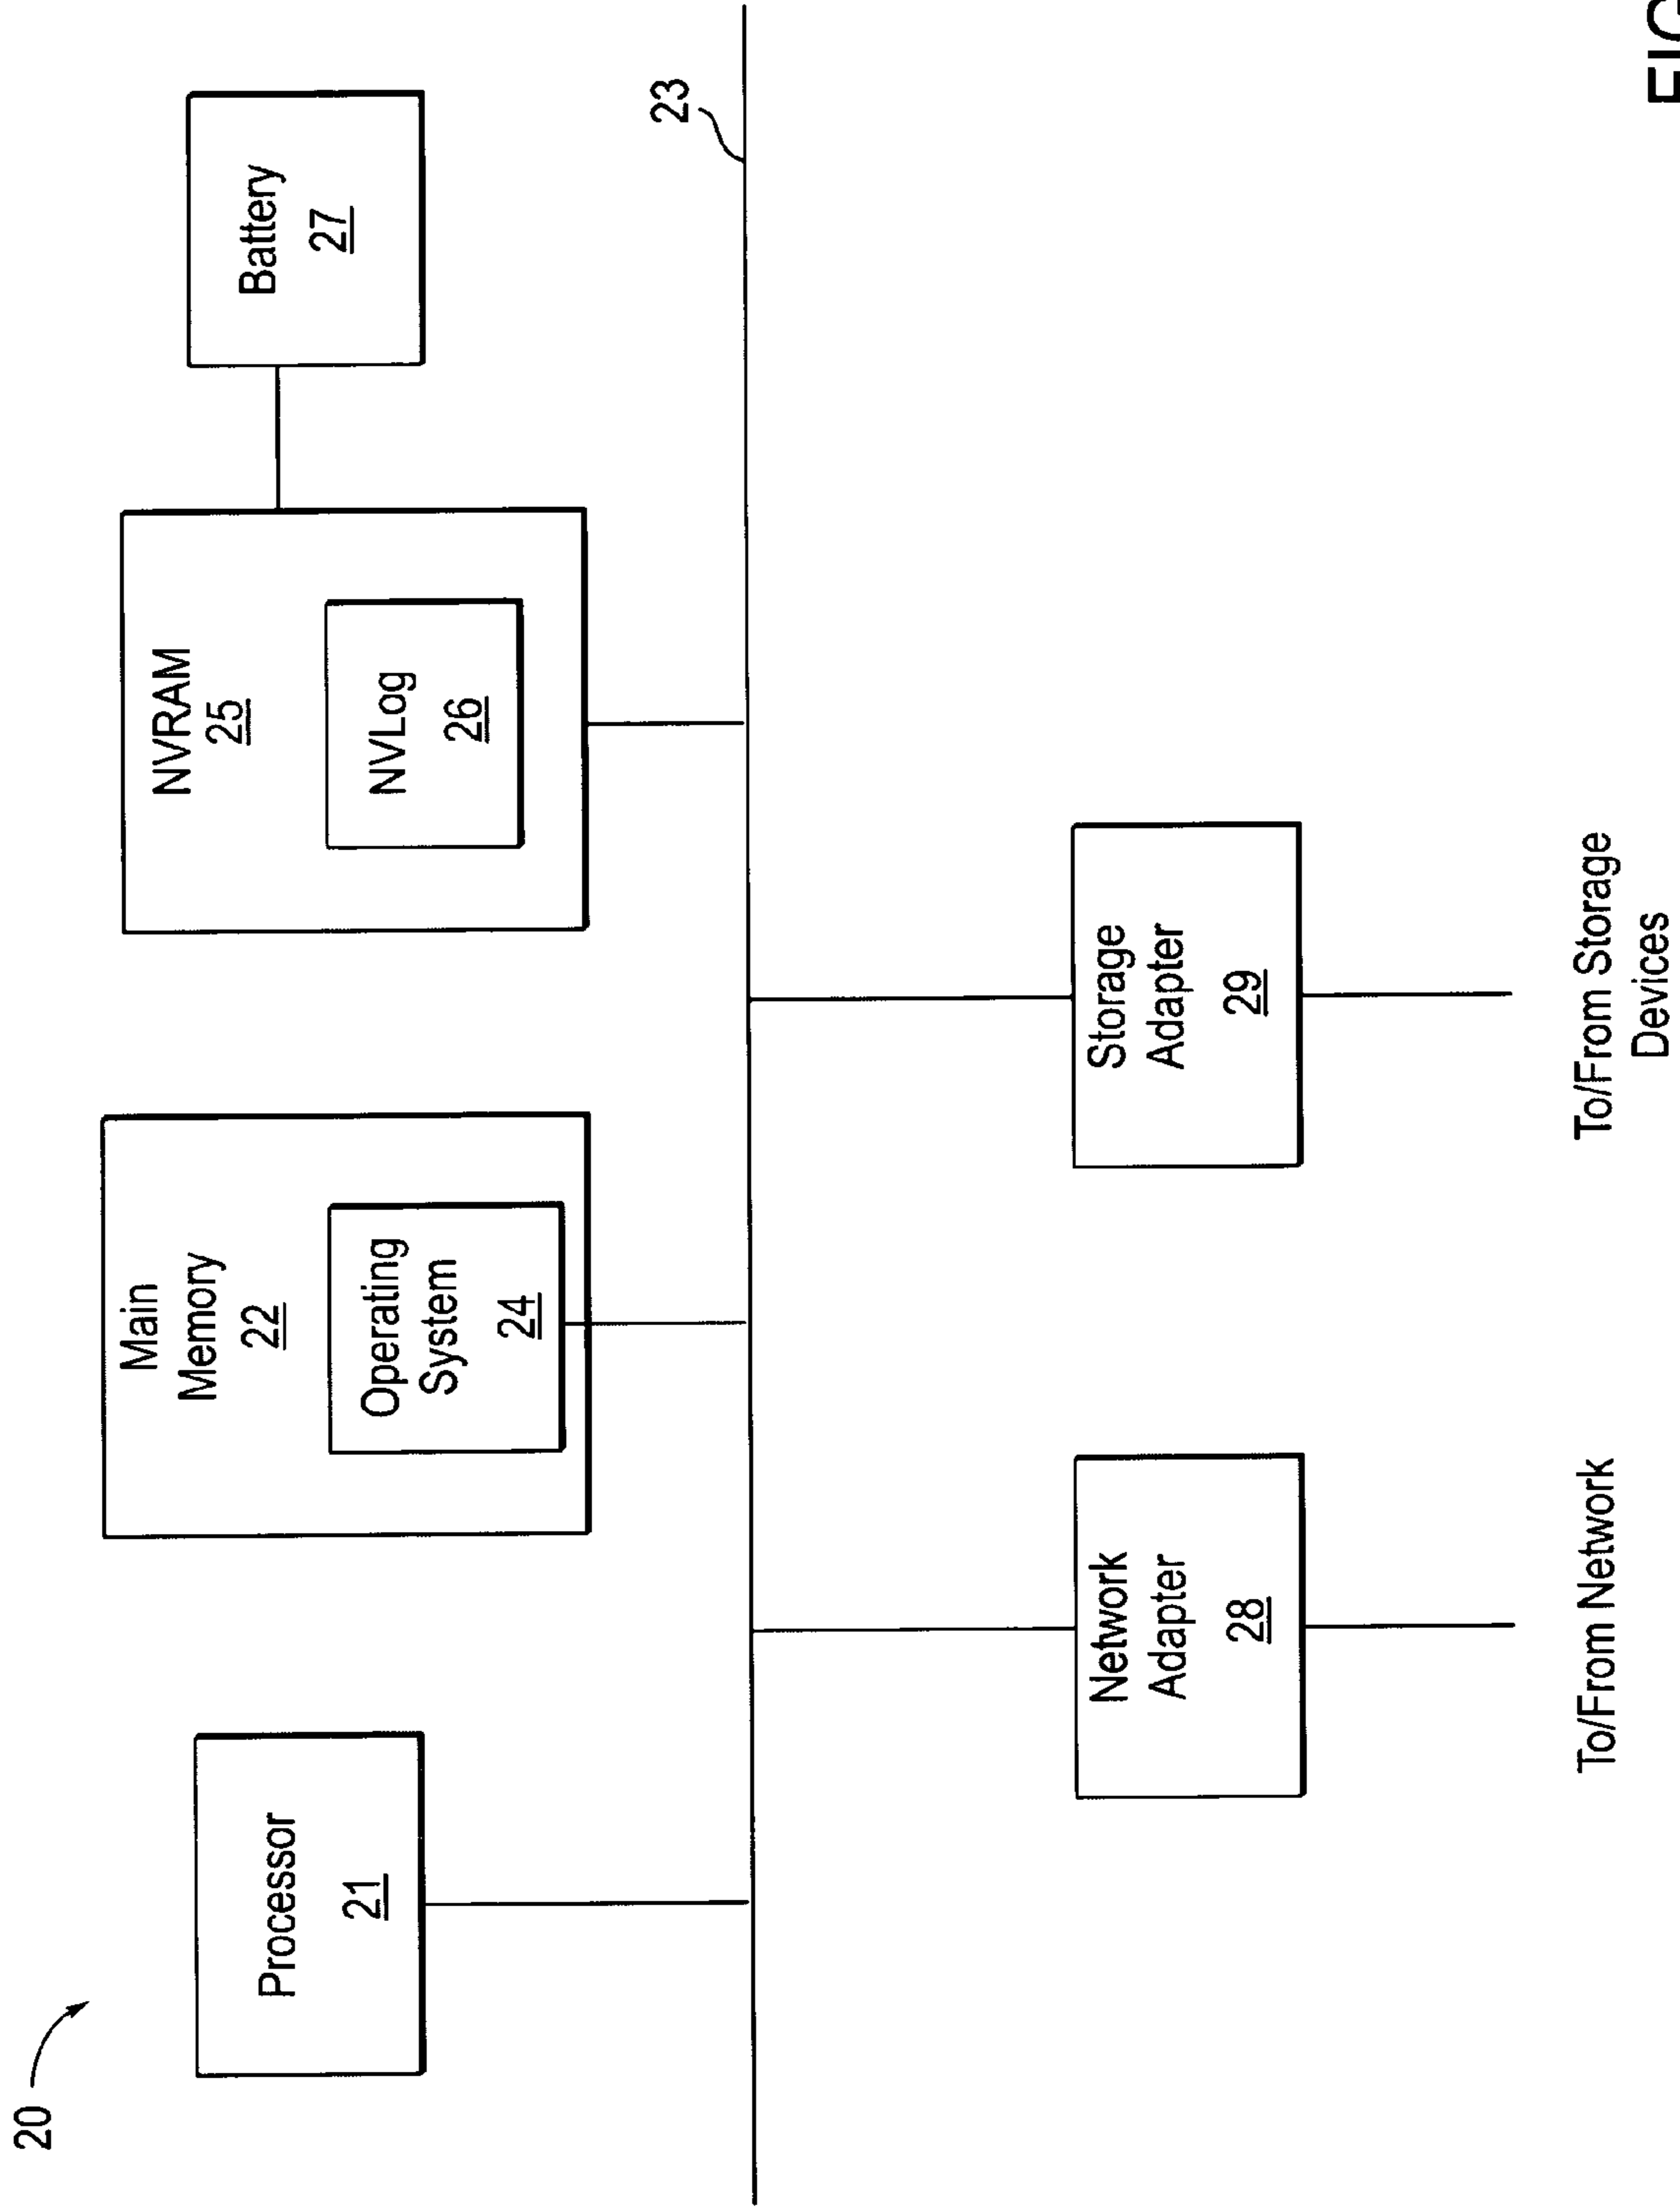 20
Processor
21
Main
Memory
22
Operating
System
24
NVRAM
25
NVLog
26
Battery
27
23
Network
Adapter
28
Storage
Adapter
29
To/From Network
To/From Storage
Devices